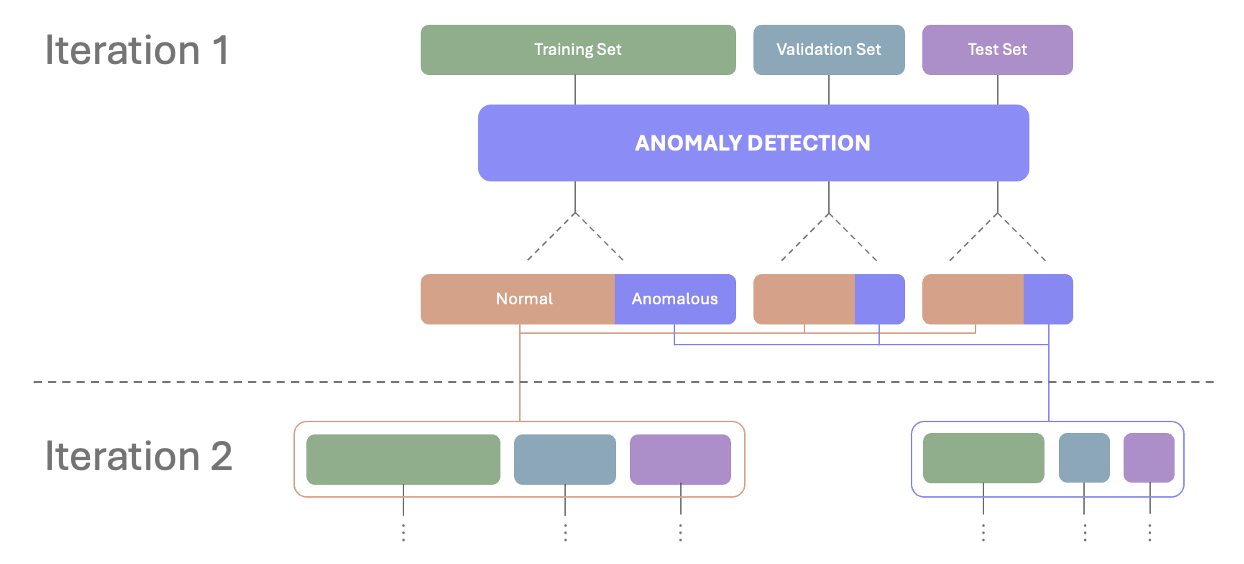 Iteration 1
Training Set
Validation Set
Test Set
ANOMALY DETECTION
Normal
Anomalous
Iteration 2